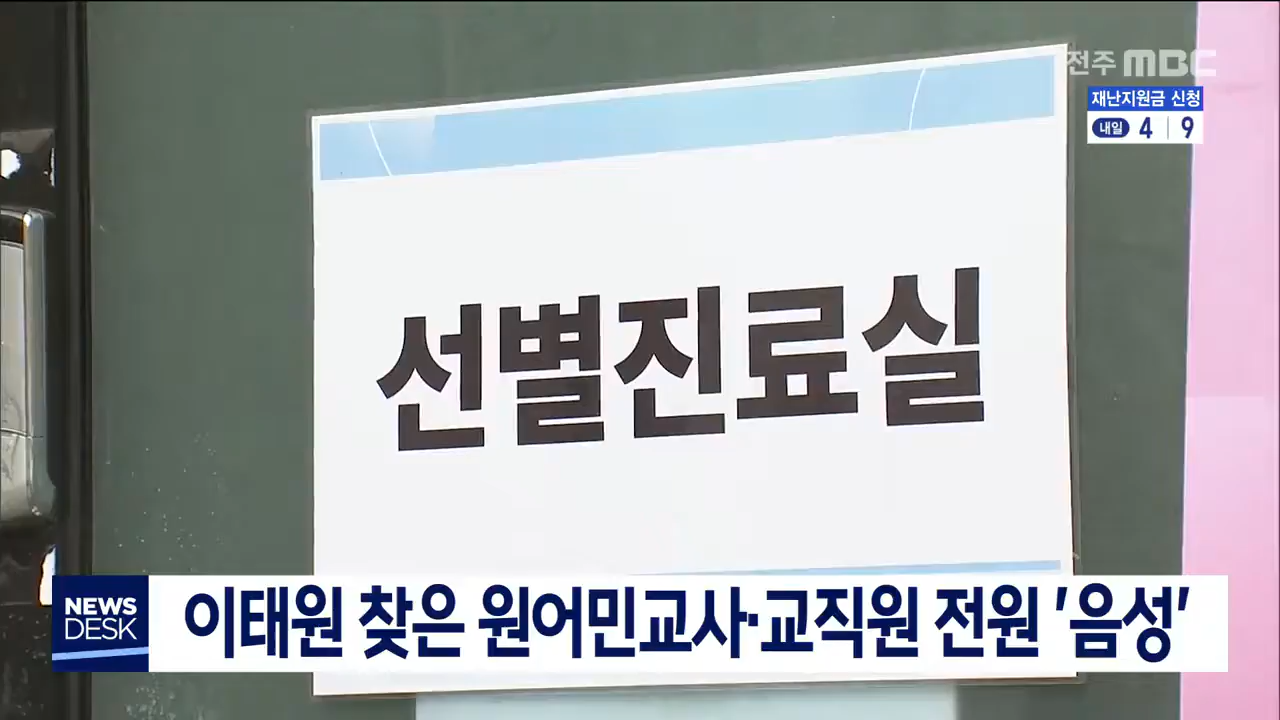 전주 MBC
재난지원금 신청
내일 4 | 9
선별진료실
NEWS
DESK
이태원 찾은 원어민교사·교직원 전원 '음성'